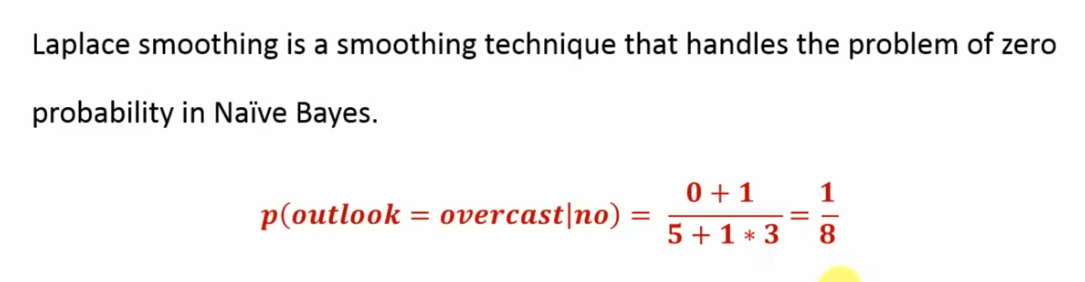 Laplace smoothing is a smoothing technique that handles the problem of zero
probability in Naïve Bayes.
p(outlook = overcast|no) = (0 + 1)/(5 + 1 * 3) = 1/8